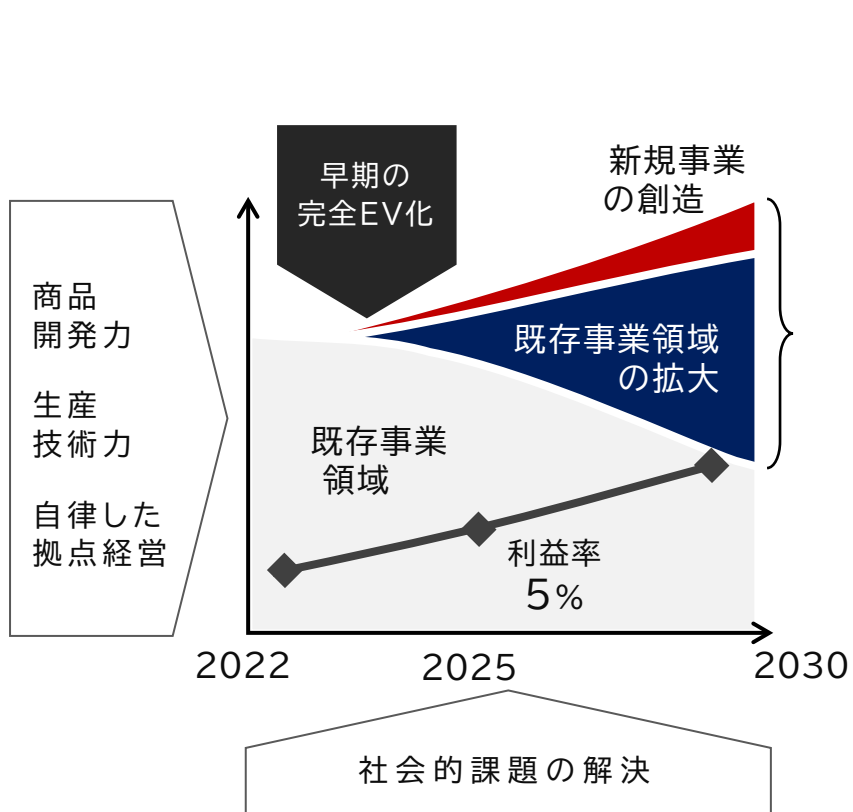 早期の
完全EV化
新規事業
の創造
商品
開発力
生産
技術力
自律した
拠点経営
既存事業領域
の拡大
既存事業
領域
利益率
5%
2022
2025
2030
社会的課題の解決